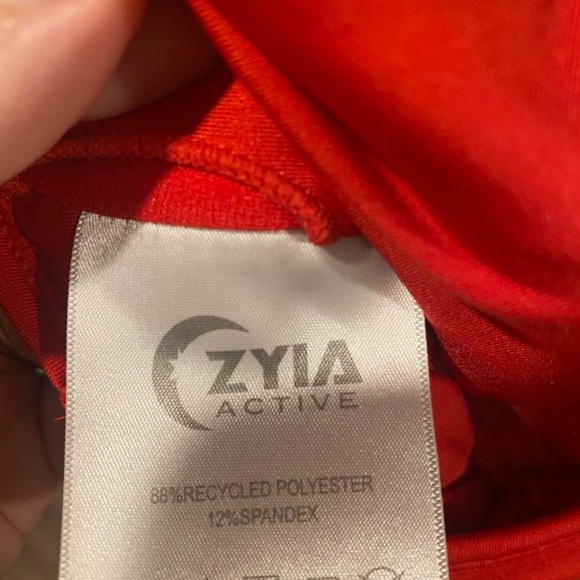 ZYIA
ACTIVE
88%RECYCLED POLYESTER
12%SPANDEX